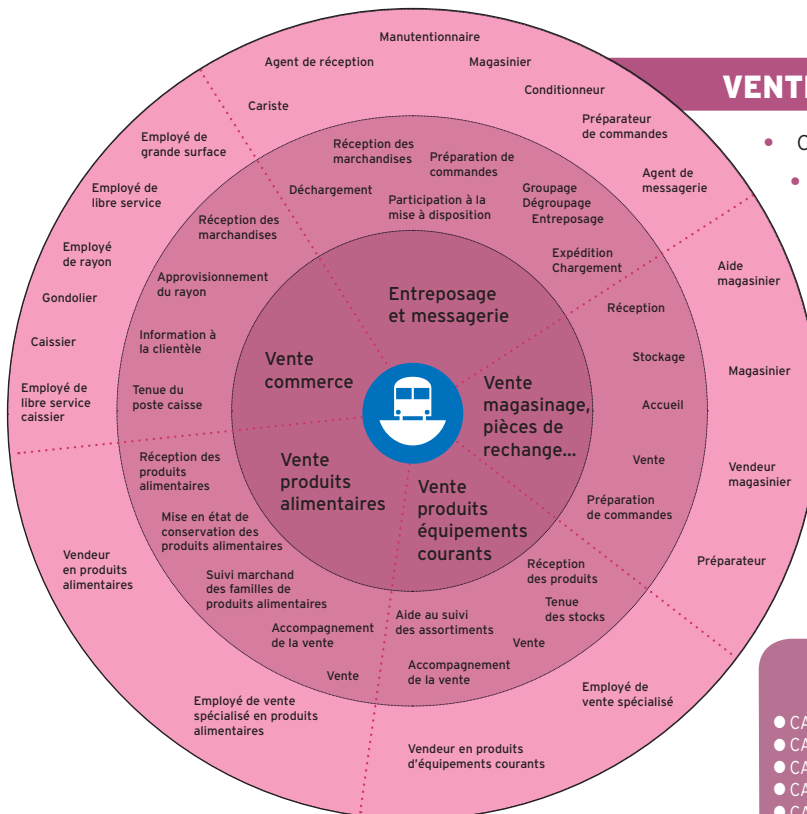 Manutentionnaire
Agent de réception
Magasinier
Cariste
Conditionneur
Préparateur
de commandes
Agent de
messagerie
Employé de
grande surface
Employé de
libre service
Employé
de rayon
Gondolier
Caissier
Employé de
libre service
caissier
Réception des
marchandises
Préparation de
commandes
Déchargement
Participation à la
mise à disposition
Groupage
Dégroupage
Entreposage
Expédition
Chargement
Réception des
marchandises
Approvisionnement
du rayon
Information à
la clientèle
Tenue du
poste caisse
Entreposage
et messagerie
Vente
commerce
Vente
magasinage,
pièces de
rechange...
Vente
produits
alimentaires
Vente
produits
équipements
courants
Réception
Stockage
Accueil
Vente
Préparation
de commandes
Aide
magasinier
Magasinier
Vendeur
magasinier
Préparateur
Réception des
produits
alimentaires
Mise en état de
conservation des
produits alimentaires
Suivi marchand
des familles de
produits alimentaires
Accompagnement
de la vente
Vente
Vendeur
en produits
alimentaires
Employé de vente
spécialisé en produits
alimentaires
Réception
des produits
Tenue
des stocks
Aide au suivi
des assortiments
Vente
Accompagnement
de la vente
Employé de
vente spécialisé
Vendeur en produits
d'équipements courants
VENT
• C
•
● CA
● CA
● CA
● CA
● CA